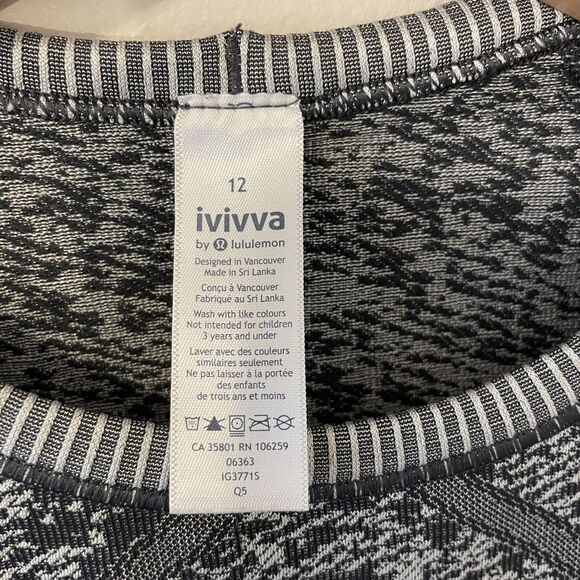 12
ivivva
by lululemon
Designed in Vancouver
Made in Sri Lanka
Conçu à Vancouver
Fabriqué au Sri Lanka
Wash with like colours
Not intended for children
3 years and under
Laver avec des couleurs
similaires seulement
Ne pas laisser à la portée
des enfants
de trois ans et moins
CA 35801 RN 106259
06363
IG3771S
Q5